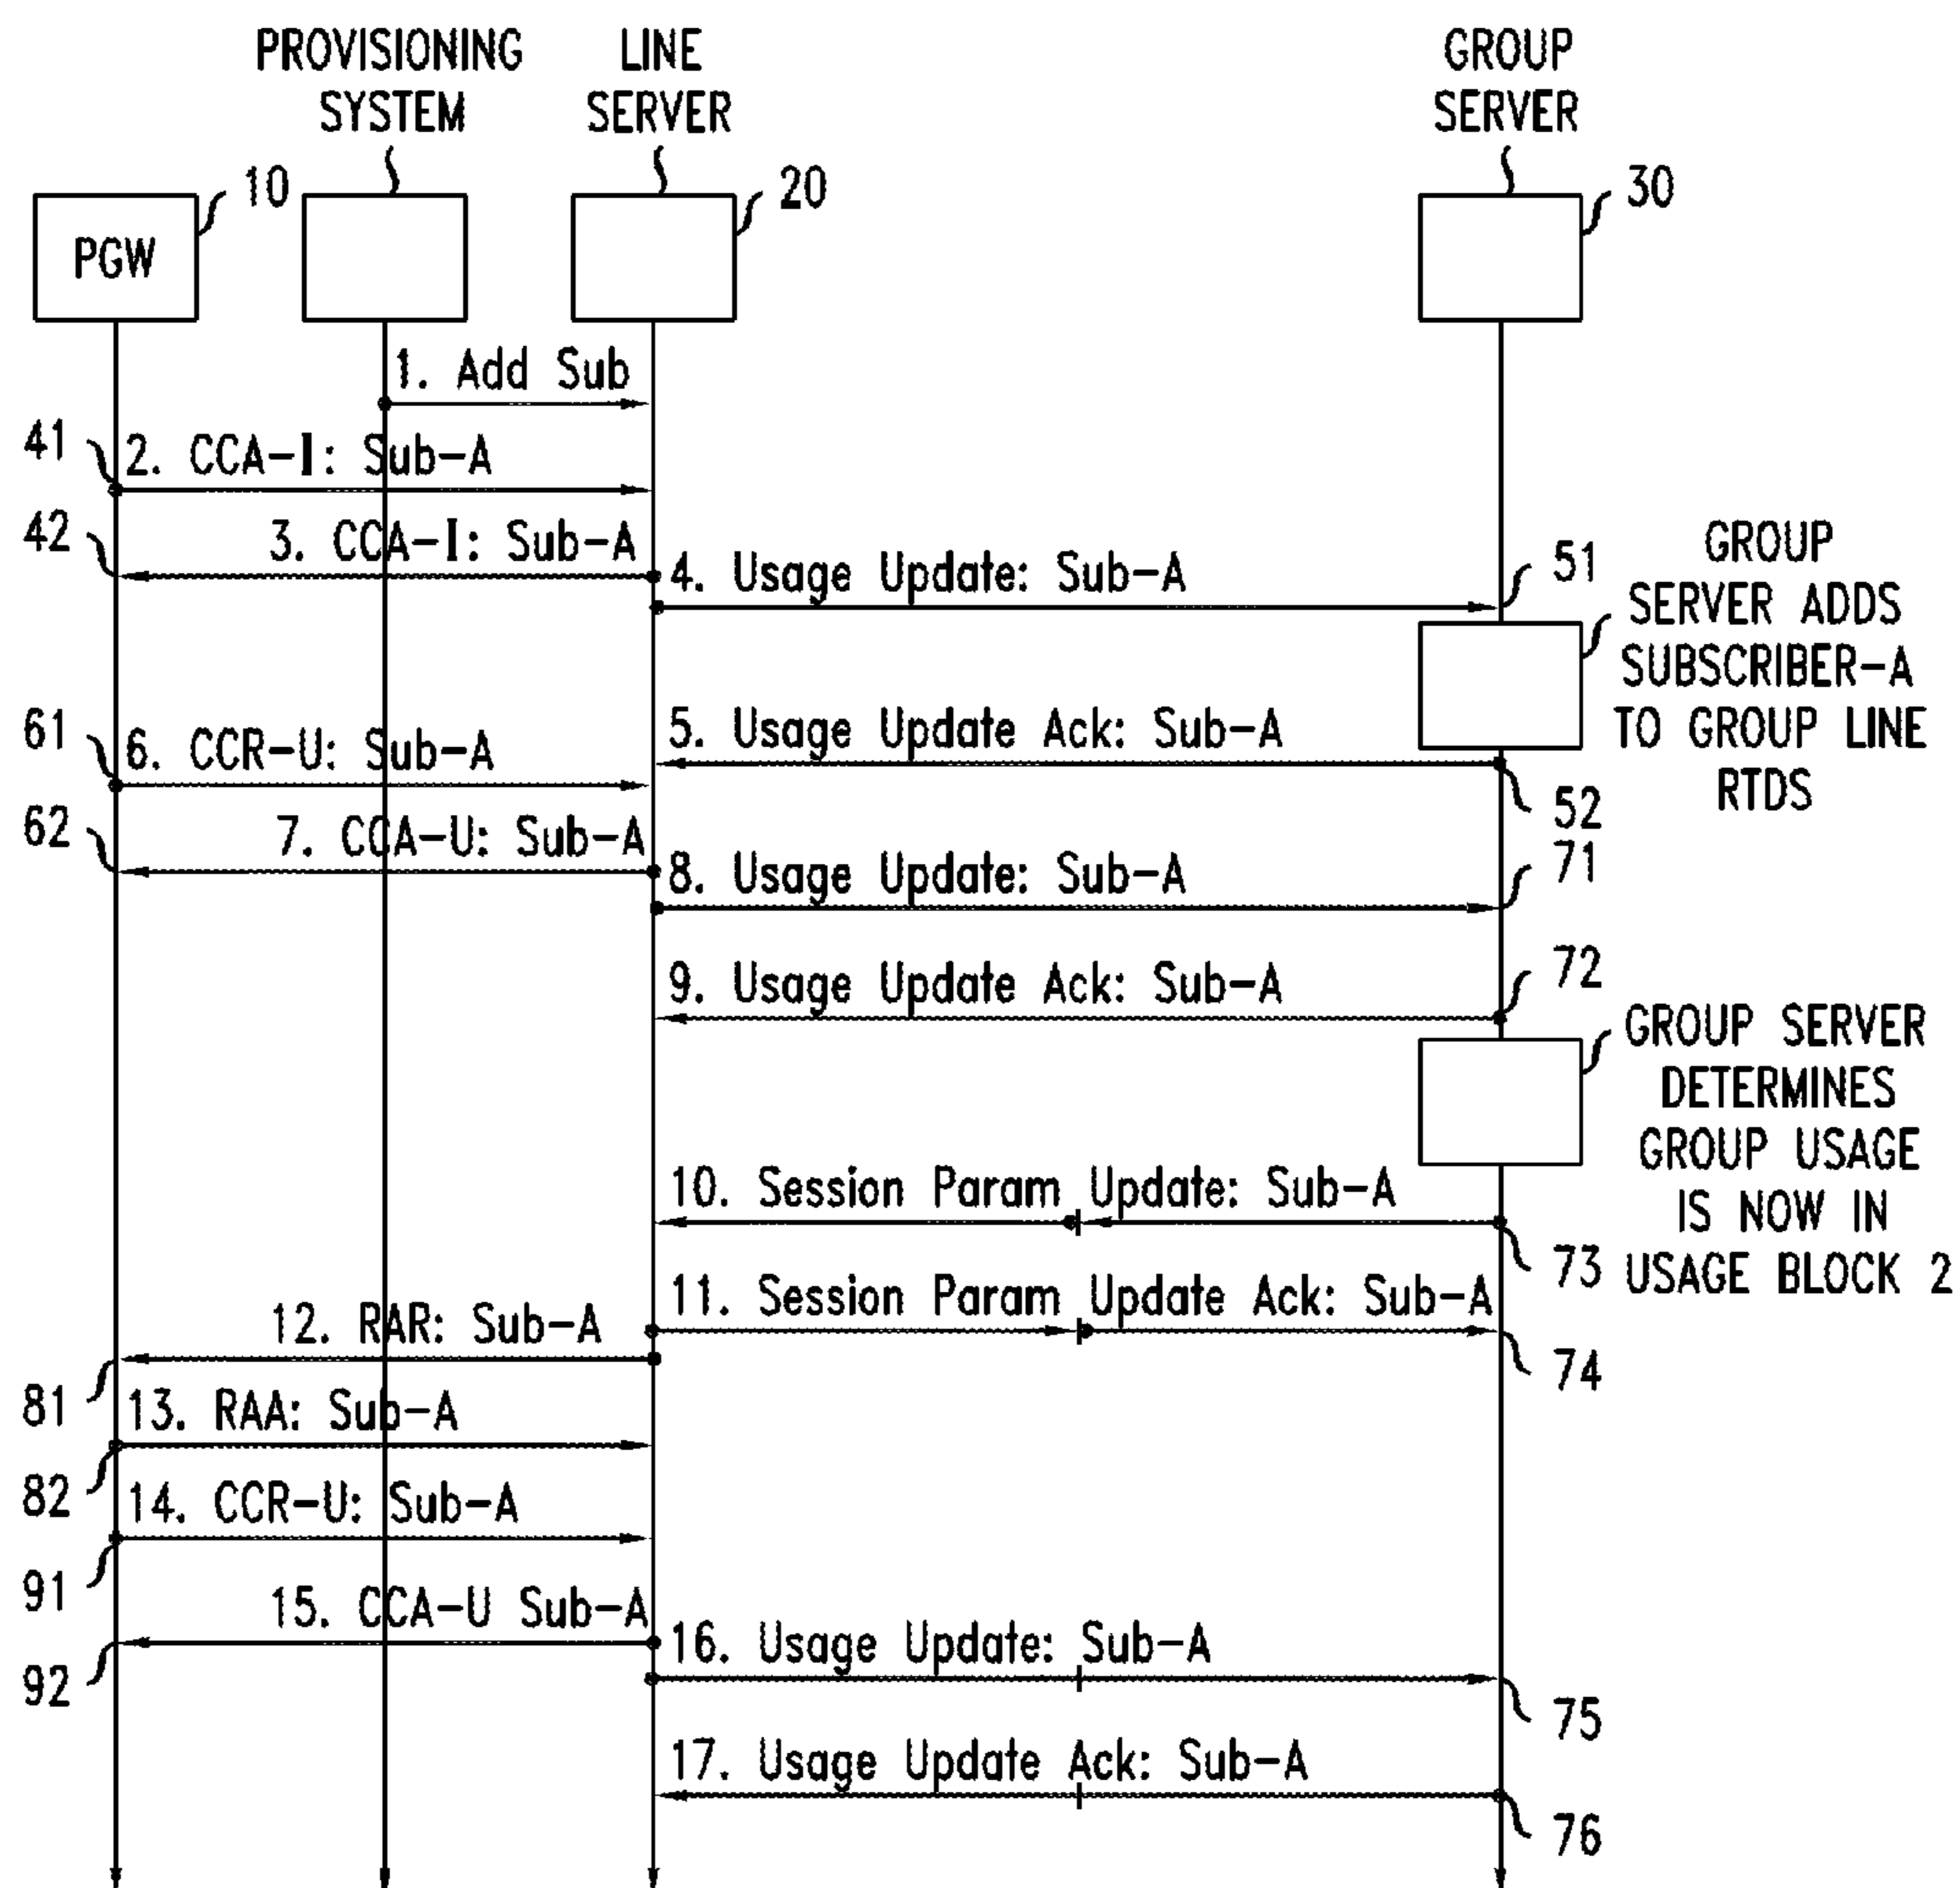 PROVISIONING
SYSTEM
LINE
SERVER
GROUP
SERVER
10
20
30
PGW
1. Add Sub
41
2. CCA-I: Sub-A
42
3. CCA-I: Sub-A
4. Usage Update: Sub-A
51
GROUP
SERVER ADDS
SUBSCRIBER-A
TO GROUP LINE
RTDS
5. Usage Update Ack: Sub-A
52
61
6. CCR-U: Sub-A
62
7. CCA-U: Sub-A
8. Usage Update: Sub-A
71
9. Usage Update Ack: Sub-A
72
GROUP SERVER
DETERMINES
GROUP USAGE
IS NOW IN
USAGE BLOCK 2
10. Session Param Update: Sub-A
73
11. Session Param Update Ack: Sub-A
74
12. RAR: Sub-A
81
13. RAA: Sub-A
82
14. CCR-U: Sub-A
91
15. CCA-U Sub-A
92
16. Usage Update: Sub-A
75
17. Usage Update Ack: Sub-A
76